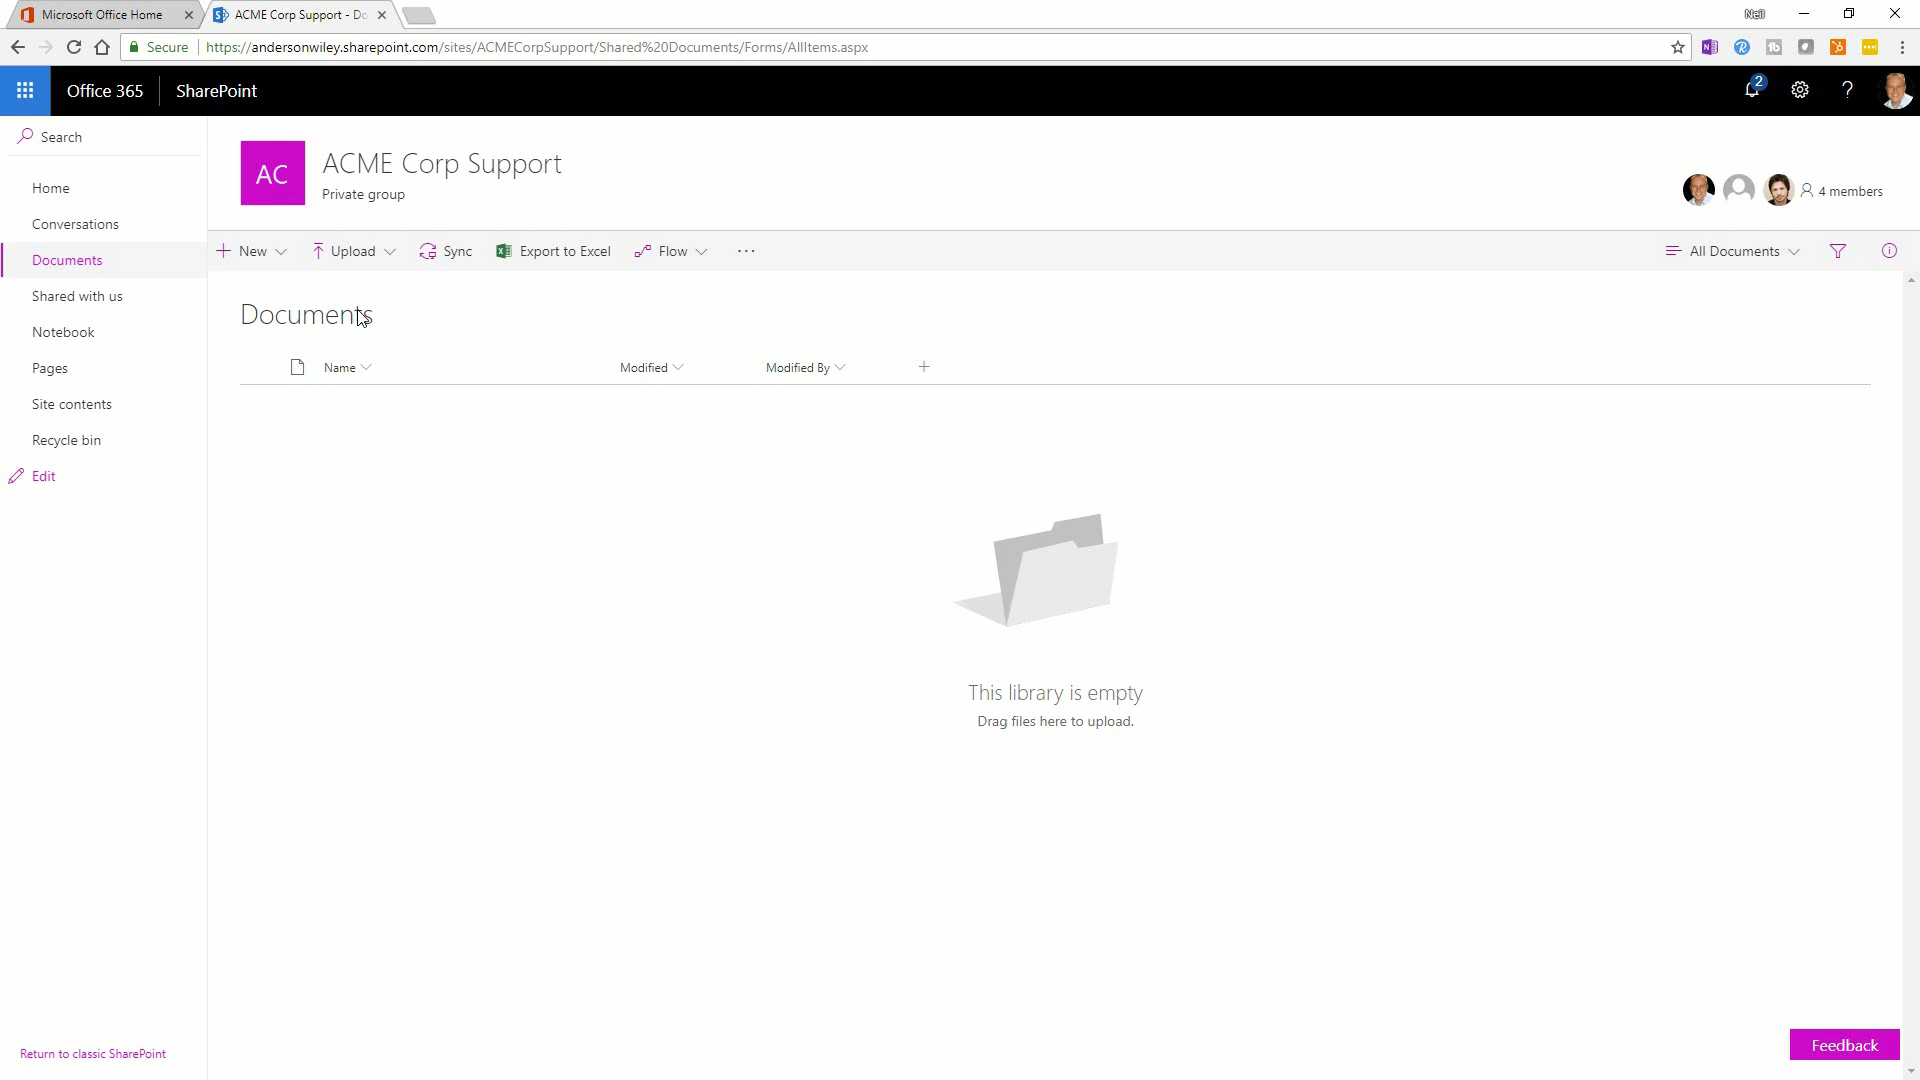 Microsoft Office Home
ACME Corp Support - Do
Neil
Secure
https://andersonwiley.sharepoint.com/sites/ACMECorpSupport/Shared%20Documents/Forms/AllItems.aspx
Office 365
SharePoint
2
?
Search
Home
Conversations
Documents
Shared with us
Notebook
Pages
Site contents
Recycle bin
Edit
Return to classic SharePoint
AC
ACME Corp Support
Private group
4 members
New
Upload
Sync
Export to Excel
Flow
...
All Documents
Documents
Name
Modified
Modified By
This library is empty
Drag files here to upload.
Feedback